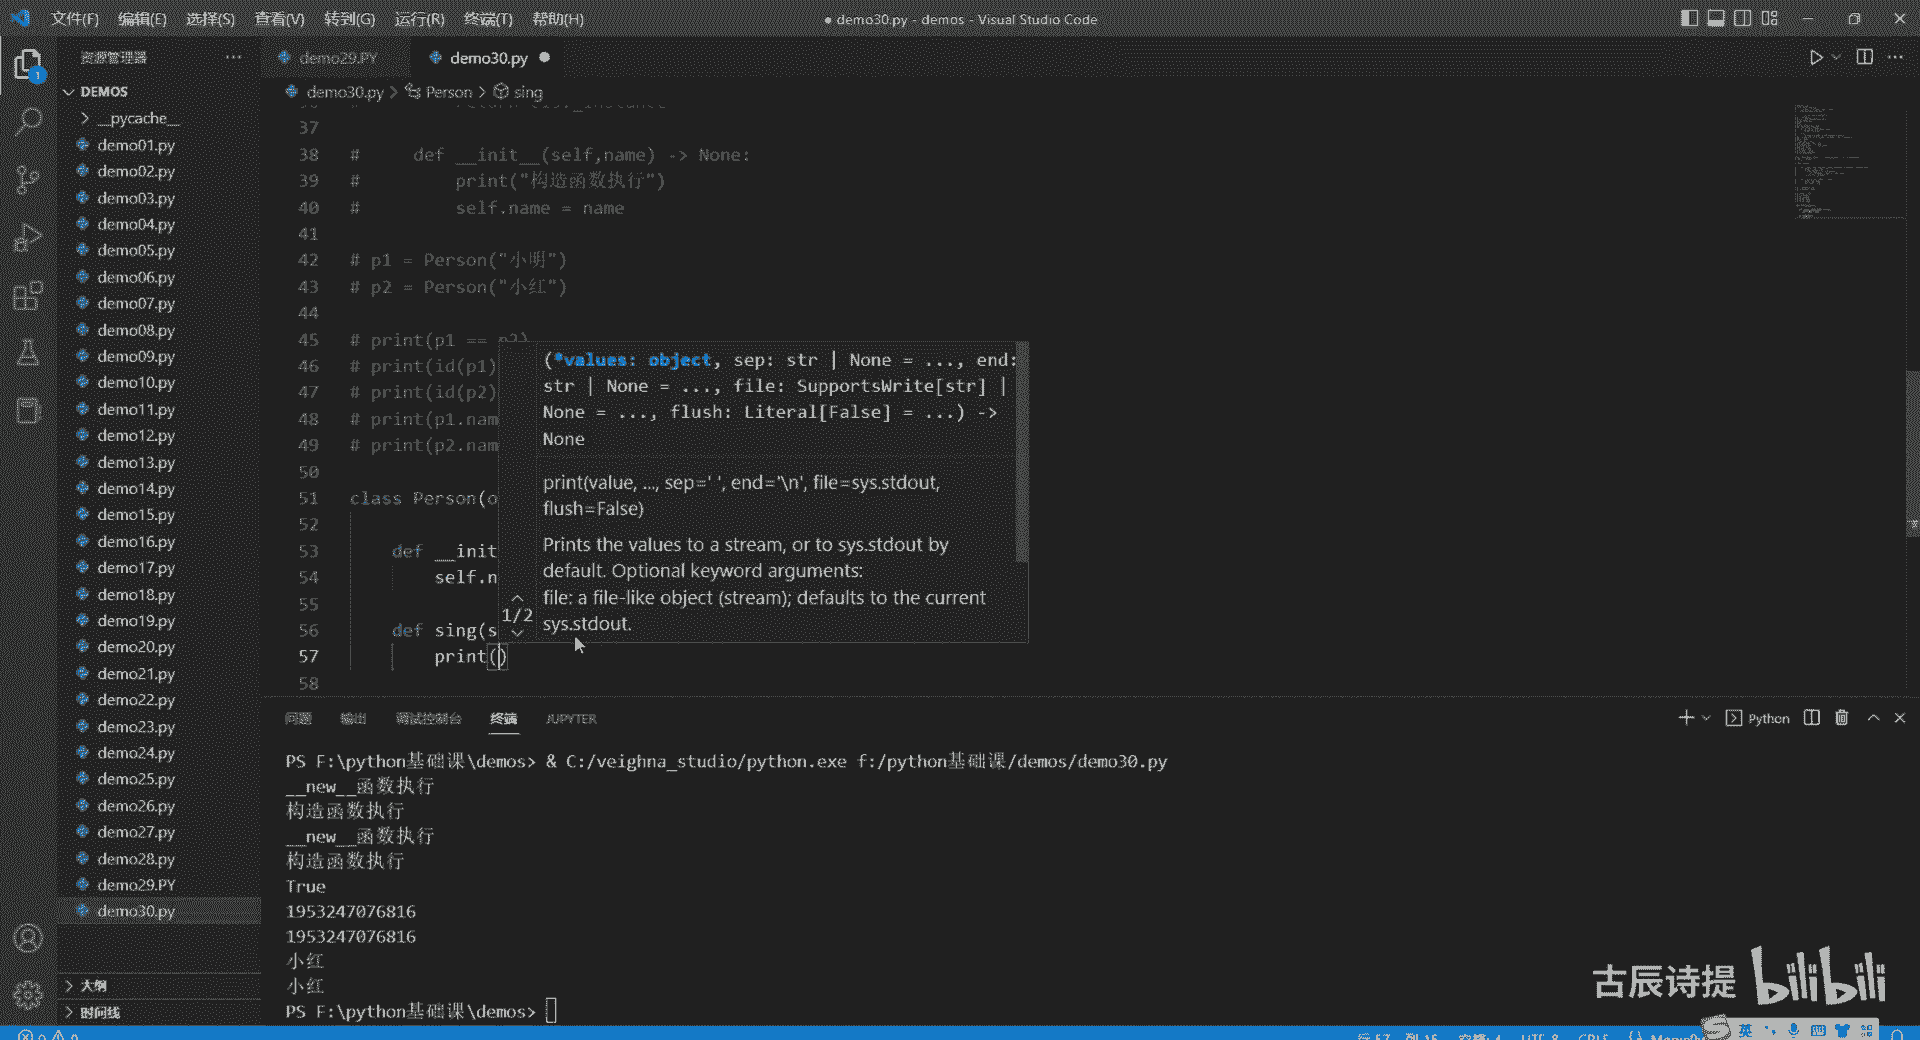 文件(F) 编辑(E) 选择(S) 查看(V) 转到(G) 运行(R) 终端(T) 帮助(H)
● demo30.py - demos - Visual Studio Code
资源管理器 ···
demo29.PY
demo30.py ●
DEMOS
demo30.py > Person > sing
1
__pycache__
demo01.py
demo02.py
demo03.py
demo04.py
demo05.py
demo06.py
demo07.py
demo08.py
demo09.py
demo10.py
demo11.py
demo12.py
demo13.py
demo14.py
demo15.py
demo16.py
demo17.py
demo18.py
demo19.py
demo20.py
demo21.py
demo22.py
demo23.py
demo24.py
demo25.py
demo26.py
demo27.py
demo28.py
demo29.PY
demo30.py
大纲
时间线
37
38 #     def __init__(self,name) -> None:
39 #         print("构造函数执行")
40 #         self.name = name
41
42 # p1 = Person("小明")
43 # p2 = Person("小红")
44
45 # print(p1 == p2)
46 # print(id(p1)
47 # print(id(p2)
48 # print(p1.nam
49 # print(p2.nam
50
51 class Person(o
52
53     def __init
54         self.n
55
56     def sing(s
57         print()
58
(*values: object, sep: str | None = ..., end:
str | None = ..., file: SupportsWrite[str] |
None = ..., flush: Literal[False] = ...) ->
None
print(value, ..., sep=' ', end='\n', file=sys.stdout,
flush=False)
Prints the values to a stream, or to sys.stdout by
default. Optional keyword arguments:
file: a file-like object (stream); defaults to the current
sys.stdout.
1/2
问题 输出 调试控制台 终端 JUPYTER
Python
PS F:\python基础课\demos> & C:/veighna_studio/python.exe f:/python基础课/demos/demo30.py
__new__函数执行
构造函数执行
__new__函数执行
构造函数执行
True
1953247076816
1953247076816
小红
小红
PS F:\python基础课\demos>
古辰诗提 bilibili
英